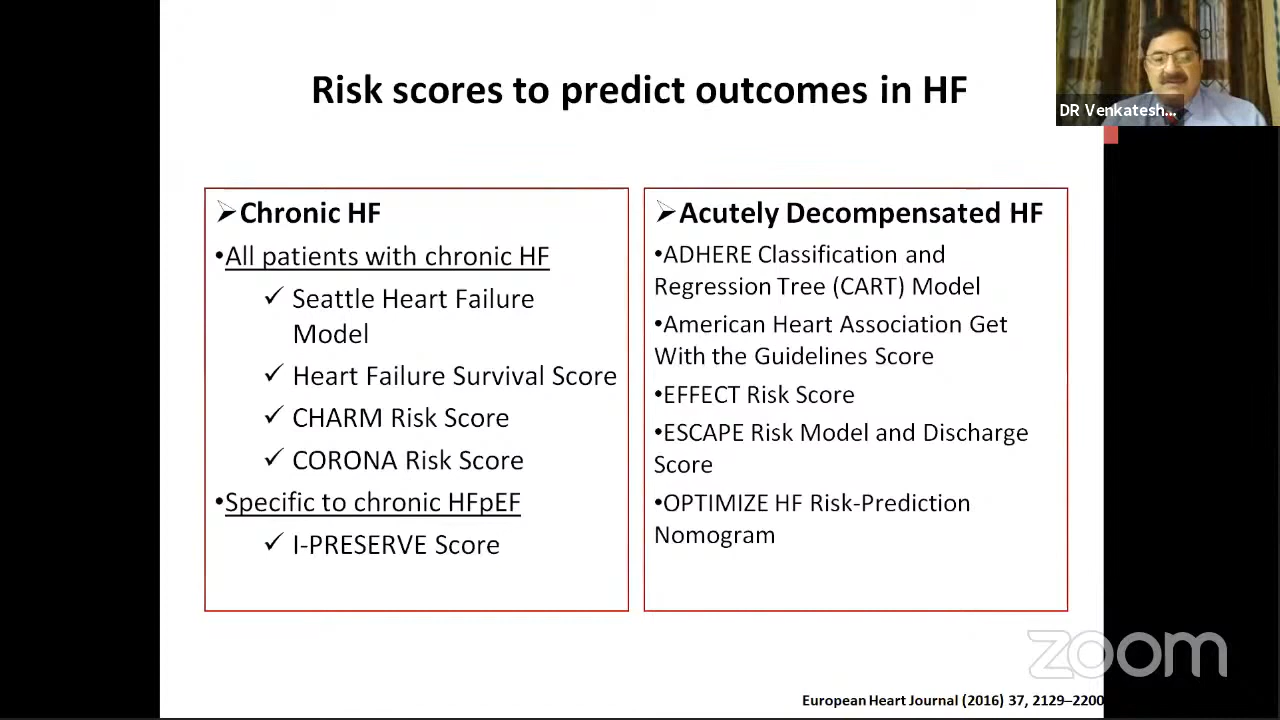 Risk scores to predict outcomes in HF
DR Venkatesh...
➢Chronic HF
•All patients with chronic HF
✓ Seattle Heart Failure
Model
✓ Heart Failure Survival Score
✓ CHARM Risk Score
✓ CORONA Risk Score
•Specific to chronic HFpEF
✓ I-PRESERVE Score
➢Acutely Decompensated HF
•ADHERE Classification and
Regression Tree (CART) Model
•American Heart Association Get
With the Guidelines Score
•EFFECT Risk Score
•ESCAPE Risk Model and Discharge
Score
•OPTIMIZE HF Risk-Prediction
Nomogram
zoom
European Heart Journal (2016) 37, 2129–2200